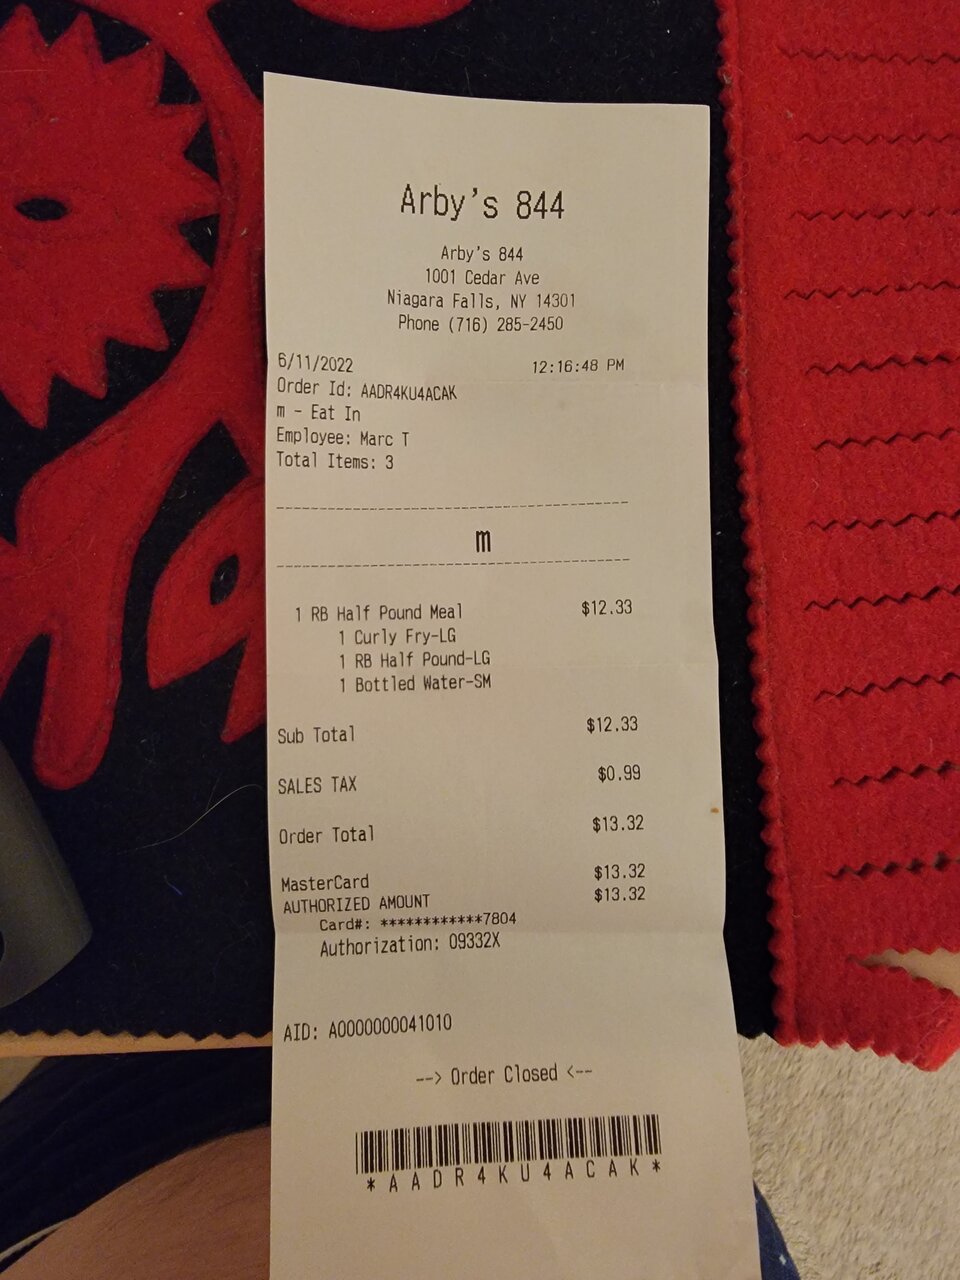 Arby's 844
Arby's 844
1001 Cedar Ave
Niagara Falls, NY 14301
Phone (716) 285-2450
6/11/2022 12:16:48 PM
Order Id: AADR4KU4ACAK
m - Eat In
Employee: Marc T
Total Items: 3
m
1 RB Half Pound Meal $12.33
1 Curly Fry-LG
1 RB Half Pound-LG
1 Bottled Water-SM
Sub Total $12.33
SALES TAX $0.99
Order Total $13.32
MasterCard $13.32
AUTHORIZED AMOUNT $13.32
Card#: ************7804
Authorization: 09332X
AID: A0000000041010
--> Order Closed <--
*AADR4KU4ACAK*